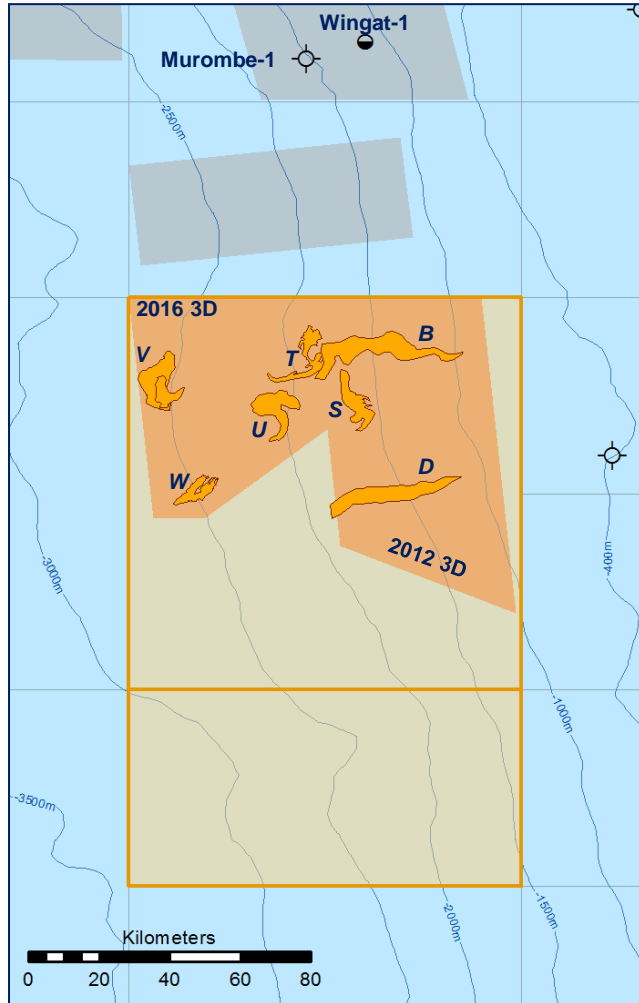 Wingat-1
Murombe-1
-2500m
2016 3D
V
T
B
U
S
W
D
2012 3D
-3000m
-400m
-1000m
-3500m
-2000m
-1500m
Kilometers
0 20 40 60 80